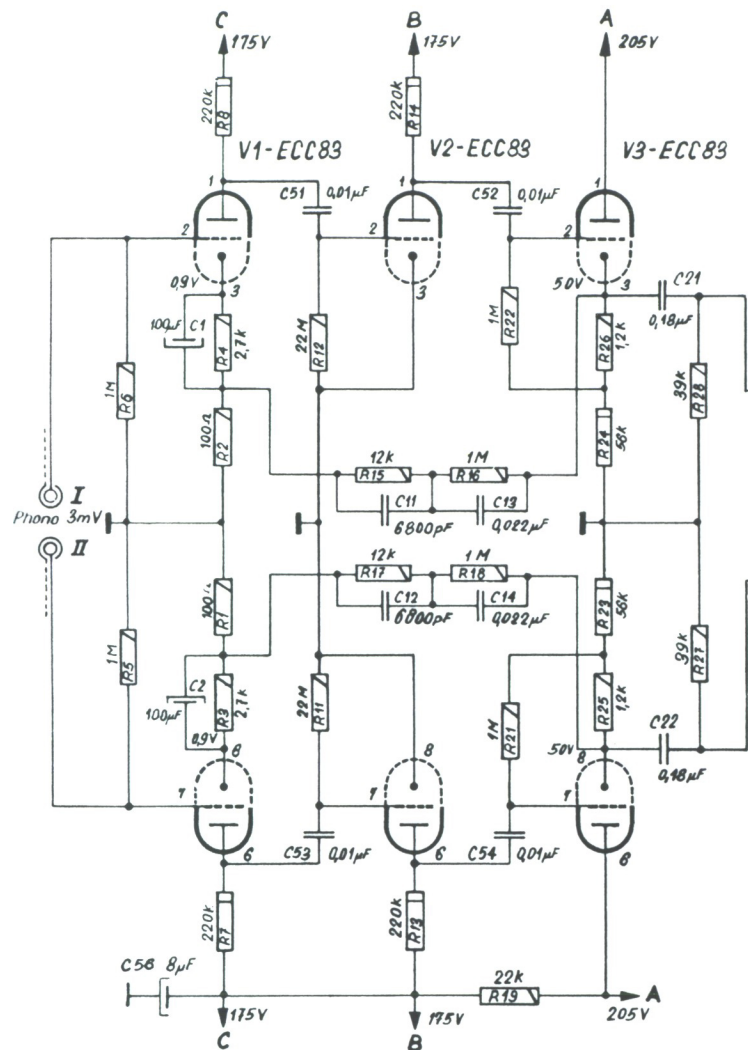 C B A
175V 175V 205V
220k R8 220k R14
V1-ECC83 V2-ECC83 V3-ECC83
1 C51 0,01µF 1 C52 0,01µF 1
2 2 2
0,9V 3 3 50V 3 C21
100µF C1 R4 2,7k 22M R12 1M R22 R26 1,2k 0,18µF
1M R6 100Ω R2 R24 56k 39k R28
12k 1M
R15 R16
I C11 C13
Phono 3mV 6800pF 0,022µF
II 12k 1M
R17 R18
100Ω R1 C12 C14 R23 56k
6800pF 0,022µF
1M R5 C2 R3 2,7k 22M R11 1M R21 R25 1,2k 39k R27
100µF 0,9V C22
8 8 50V 8 0,18µF
7 7 7
6 C53 0,01µF 6 C54 0,01µF 6
220k R7 220k R13
C56 8µF 22k
R19 A
175V 175V 205V
C B